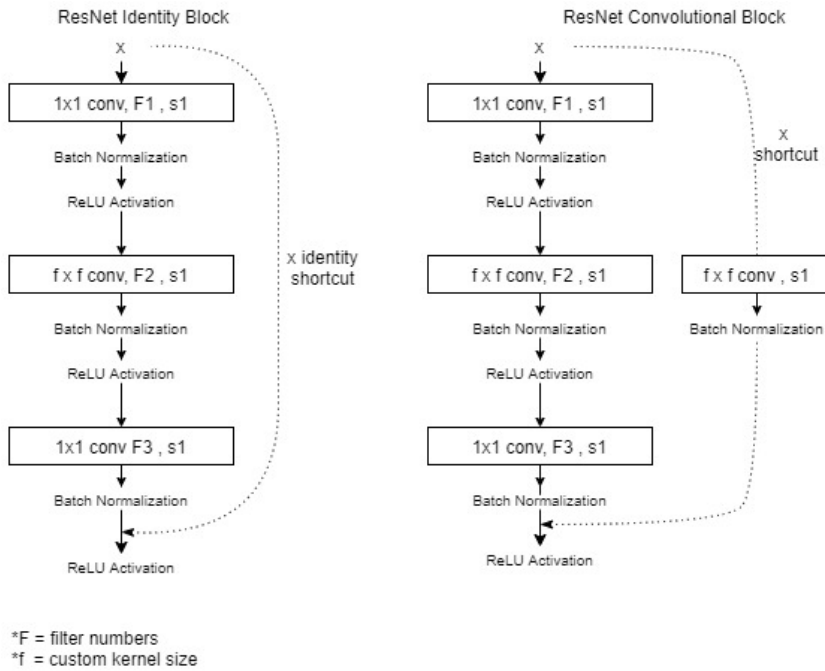 ResNet Identity Block
X
1x1 conv, F1 , s1
Batch Normalization
ReLU Activation
f x f conv, F2 , s1
Batch Normalization
ReLU Activation
1x1 conv F3 , s1
Batch Normalization
ReLU Activation
x identity
shortcut
ResNet Convolutional Block
X
1x1 conv, F1 , s1
Batch Normalization
ReLU Activation
f x f conv, F2 , s1
Batch Normalization
ReLU Activation
1x1 conv, F3 , s1
Batch Normalization
ReLU Activation
x
shortcut
f x f conv , s1
Batch Normalization
*F = filter numbers
*f = custom kernel size